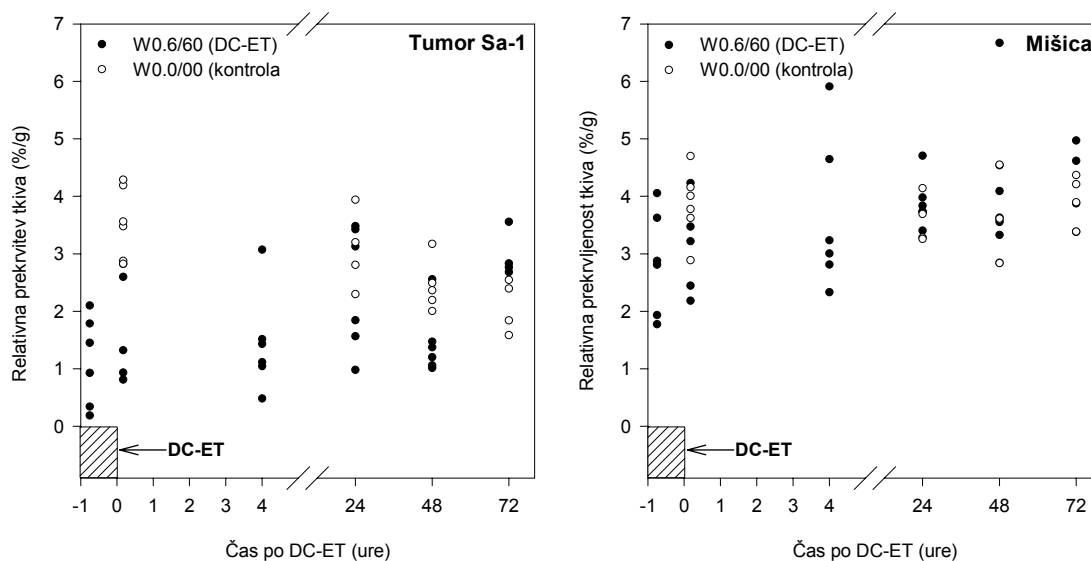 7
W0.6/60 (DC-ET)
W0.0/00 (kontrola
Tumor Sa-1
6
5
4
3
2
1
0
Relativna prekrvitev tkiva (%/g)
DC-ET
-1 0 1 2 3 4 24 48 72
Čas po DC-ET (ure)
7
W0.6/60 (DC-ET)
W0.0/00 (kontrola)
Mišica
6
5
4
3
2
1
0
Relativna prekrvljenost tkiva (%/g)
DC-ET
-1 0 1 2 3 4 24 48 72
Čas po DC-ET (ure)